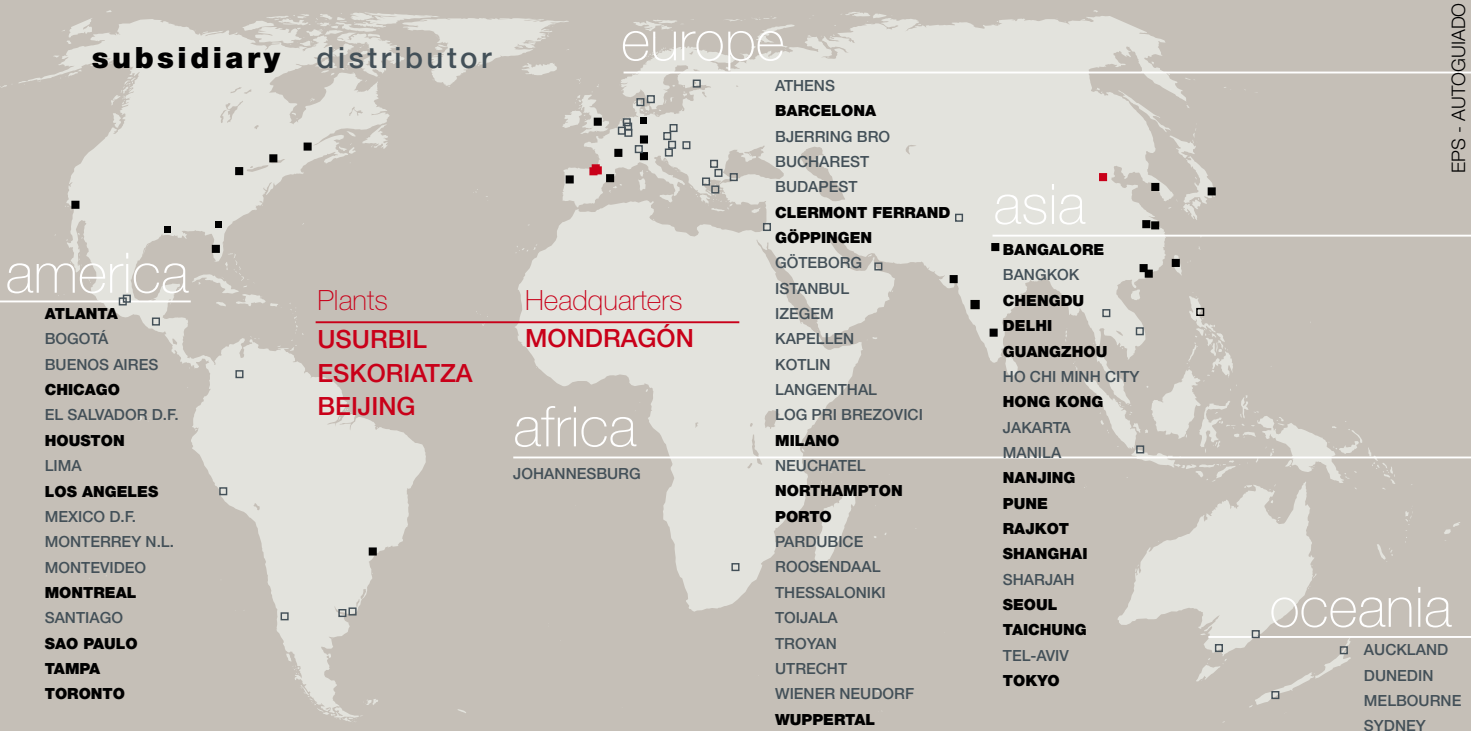 subsidiary distributor
europe
ATHENS
BARCELONA
BJERRING BRO
BUCHAREST
BUDAPEST
CLERMONT FERRAND
GÖPPINGEN
GÖTEBORG
ISTANBUL
IZEGEM
KAPELLEN
KOTLIN
LANGENTHAL
LOG PRI BREZOVICI
MILANO
NEUCHATEL
NORTHAMPTON
PORTO
PARDUBICE
ROOSENDAAL
THESSALONIKI
TOIJALA
TROYAN
UTRECHT
WIENER NEUDORF
WUPPERTAL
EPS - AUTOGUIADO
asia
BANGALORE
BANGKOK
CHENGDU
DELHI
GUANGZHOU
HO CHI MINH CITY
HONG KONG
JAKARTA
MANILA
NANJING
PUNE
RAJKOT
SHANGHAI
SHARJAH
SEOUL
TAICHUNG
TEL-AVIV
TOKYO
america
ATLANTA
BOGOTÁ
BUENOS AIRES
CHICAGO
EL SALVADOR D.F.
HOUSTON
LIMA
LOS ANGELES
MEXICO D.F.
MONTERREY N.L.
MONTEVIDEO
MONTREAL
SANTIAGO
SAO PAULO
TAMPA
TORONTO
Plants
USURBIL
ESKORIATZA
BEIJING
Headquarters
MONDRAGÓN
africa
JOHANNESBURG
oceania
AUCKLAND
DUNEDIN
MELBOURNE
SYDNEY